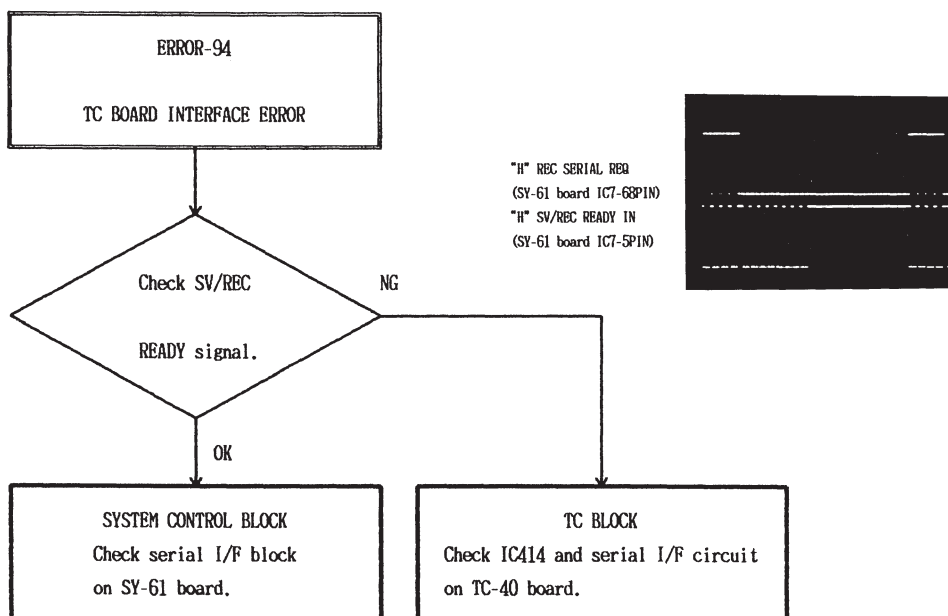 ERROR-94
TC BOARD INTERFACE ERROR
"H" REC SERIAL REQ
(SY-61 board IC7-68PIN)
"H" SV/REC READY IN
(SY-61 board IC7-5PIN)
Check SV/REC
READY signal.
NG
OK
SYSTEM CONTROL BLOCK
Check serial I/F block
on SY-61 board.
TC BLOCK
Check IC414 and serial I/F circuit
on TC-40 board.